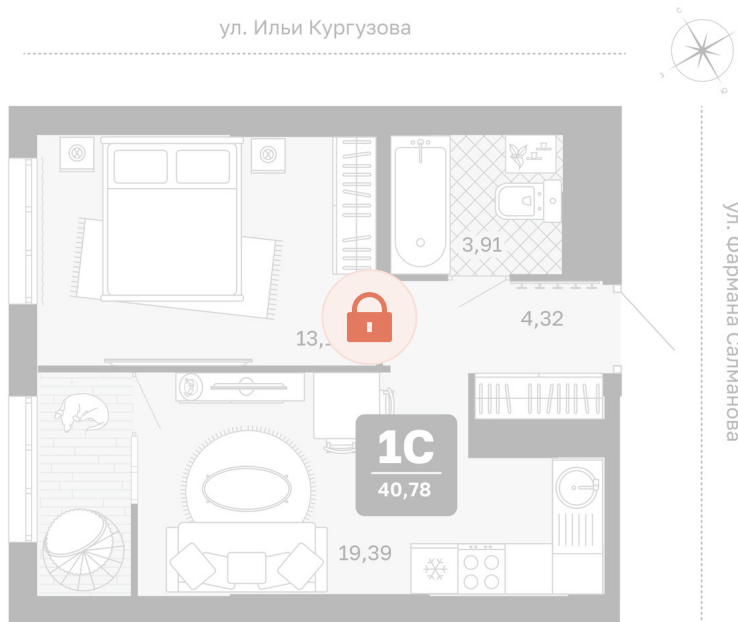 ул. Ильи Кургузова
С
З
Ю
3,91
4,32
ул. Фармана Салманова
1С
40,78
19,39